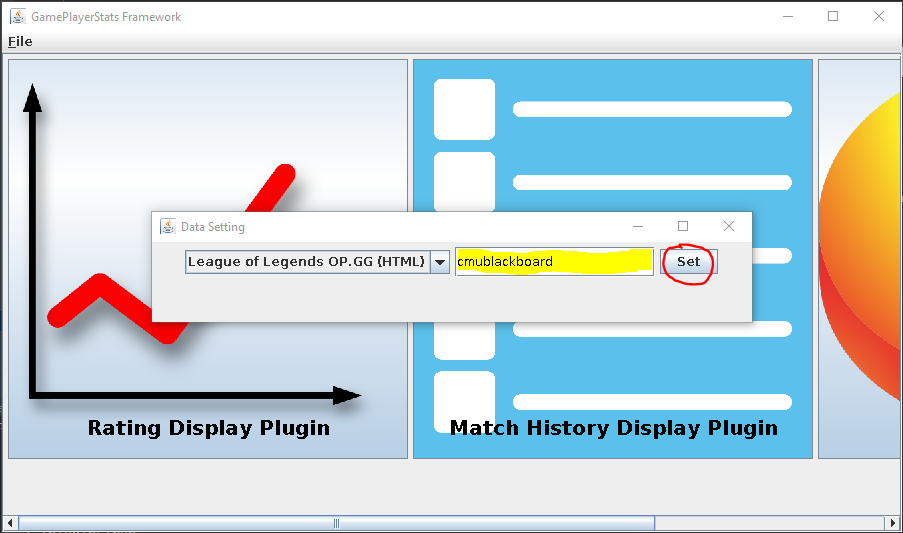 GamePlayerStats Framework
File
Data Setting
League of Legends OP.GG (HTML)
cmublackboard
Set
Rating Display Plugin
Match History Display Plugin